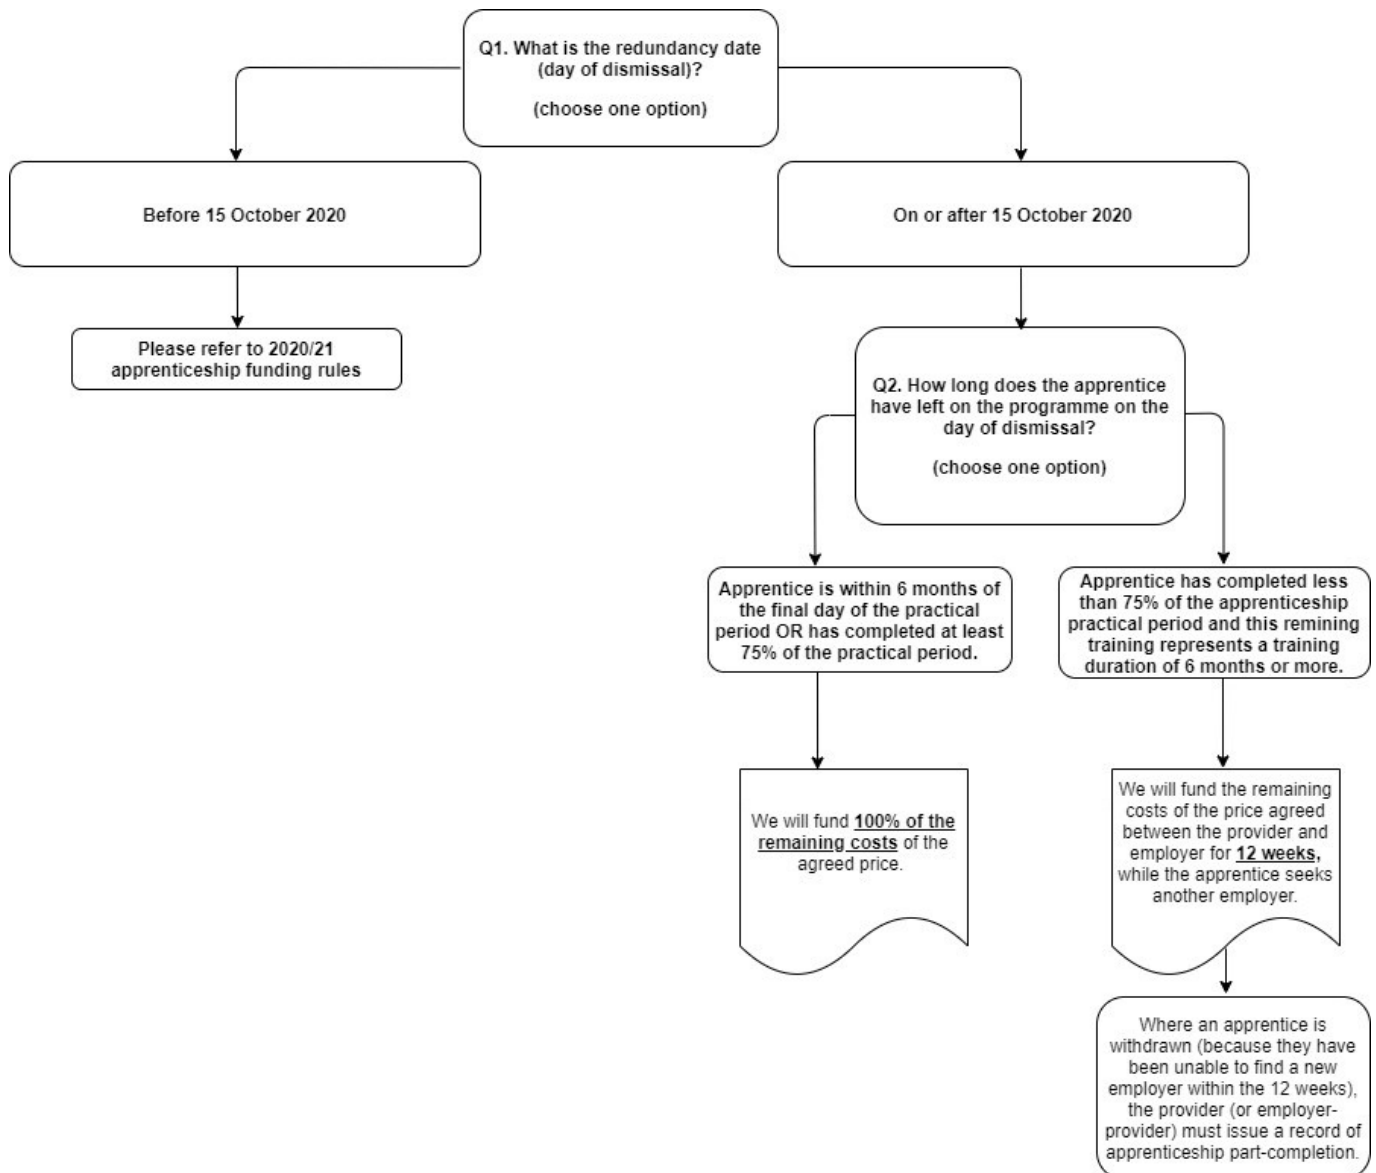 Q1. What is the redundancy date
(day of dismissal)?
(choose one option)
Before 15 October 2020
On or after 15 October 2020
Please refer to 2020/21
apprenticeship funding rules
Q2. How long does the apprentice
have left on the programme on the
day of dismissal?
(choose one option)
Apprentice is within 6 months of
the final day of the practical
period OR has completed at least
75% of the practical period.
Apprentice has completed less
than 75% of the apprenticeship
practical period and this remining
training represents a training
duration of 6 months or more.
We will fund 100% of the
remaining costs of the
agreed price.
We will fund the remaining
costs of the price agreed
between the provider and
employer for 12 weeks,
while the apprentice seeks
another employer.
Where an apprentice is
withdrawn (because they have
been unable to find a new
employer within the 12 weeks),
the provider (or employer-
provider) must issue a record of
apprenticeship part-completion.